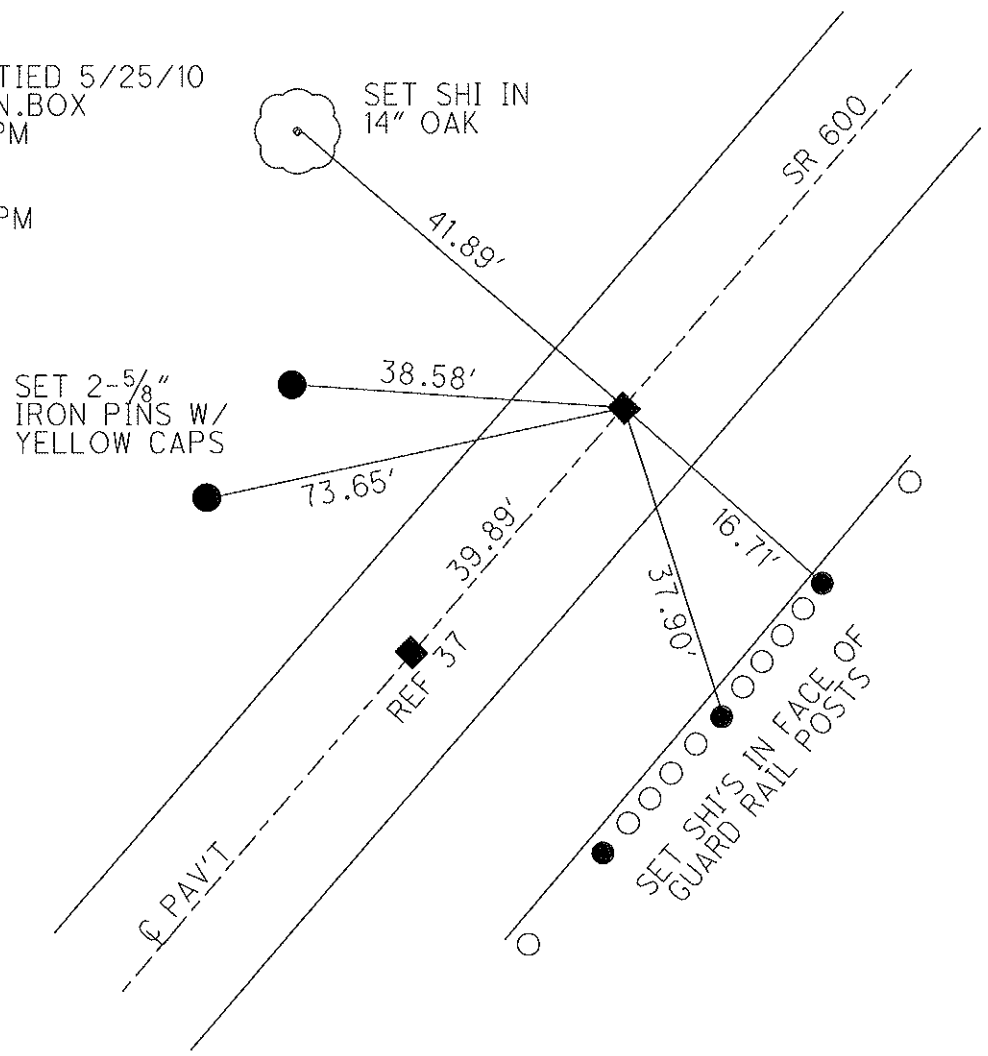 TIED 5/25/10
N.BOX
PM
PM
SET SHI IN
14" OAK
SR 600
41.89'
SET 2-5/8"
IRON PINS W/
YELLOW CAPS
38.58'
73.65'
39.89'
16.71'
37.90'
REF 37
SET SHI'S IN FACE OF
GUARD RAIL POSTS
℄ PAV'T